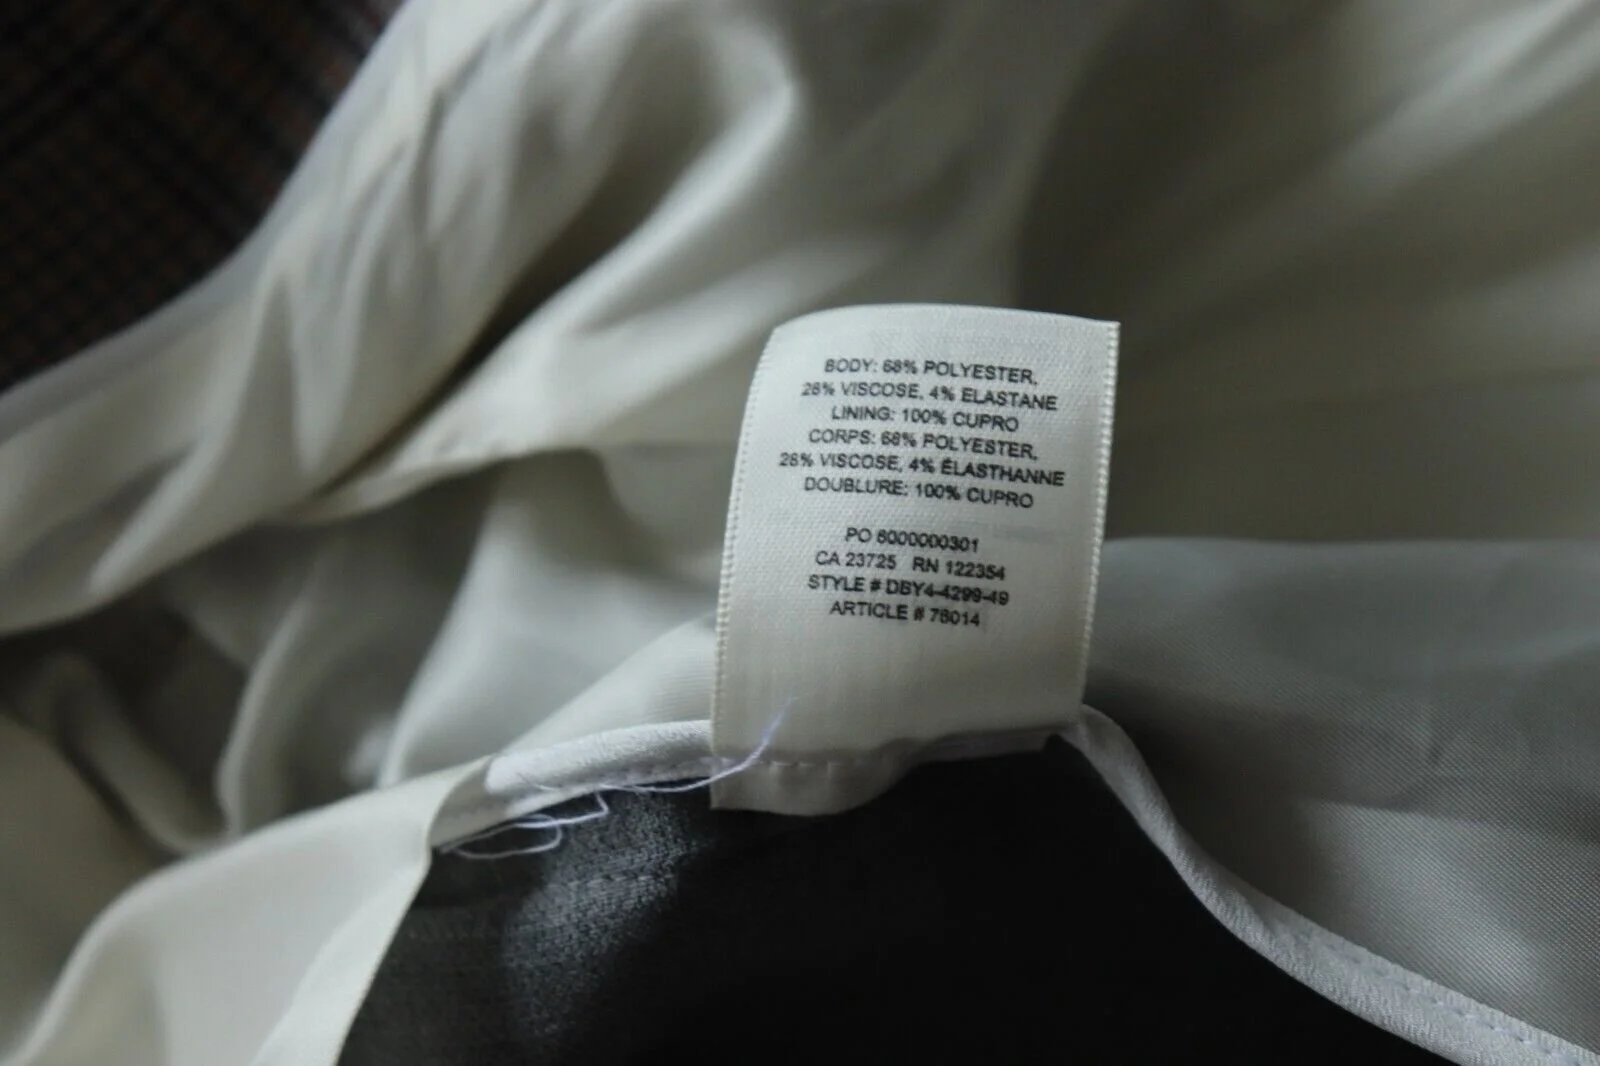 BODY: 68% POLYESTER,
28% VISCOSE, 4% ELASTANE
LINING: 100% CUPRO
CORPS: 68% POLYESTER,
28% VISCOSE, 4% ÉLASTHANNE
DOUBLURE: 100% CUPRO
PO 6000000301
CA 23725 RN 122354
STYLE # DBY4-4299-49
ARTICLE # 76014